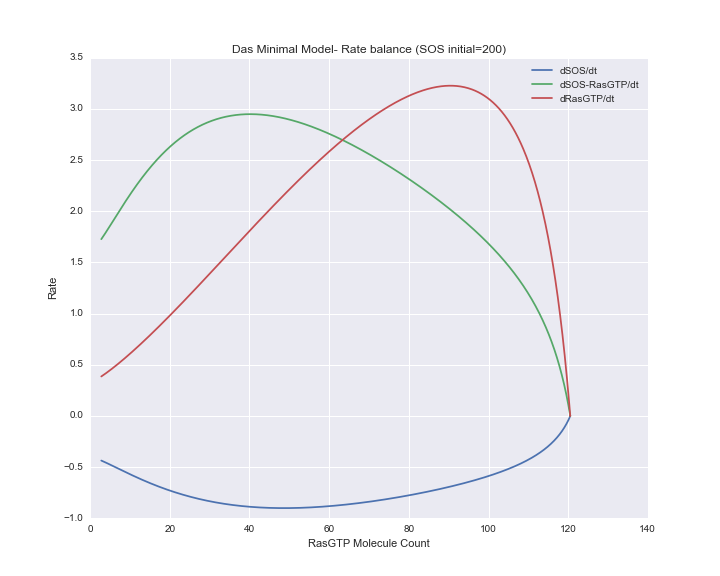 Das Minimal Model- Rate balance (SOS initial=200)
3.5
3.0
2.5
2.0
1.5
1.0
0.5
0.0
−0.5
−1.0
Rate
dSOS/dt
dSOS-RasGTP/dt
dRasGTP/dt
0 20 40 60 80 100 120 140
RasGTP Molecule Count